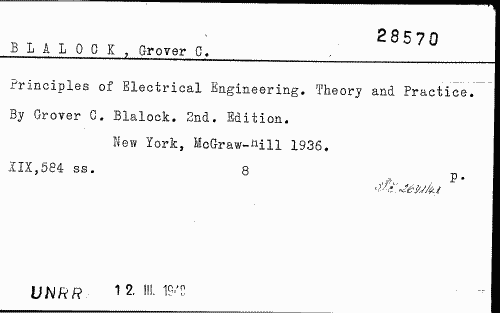 28570
BLALOCK, Grover C.
Principles of Electrical Engineering. Theory and Practice.
By Grover C. Blalock. 2nd. Edition.
New York, McGraw-Hill 1936.
XIX,584 ss. 8 p.
UNRR 12. III.